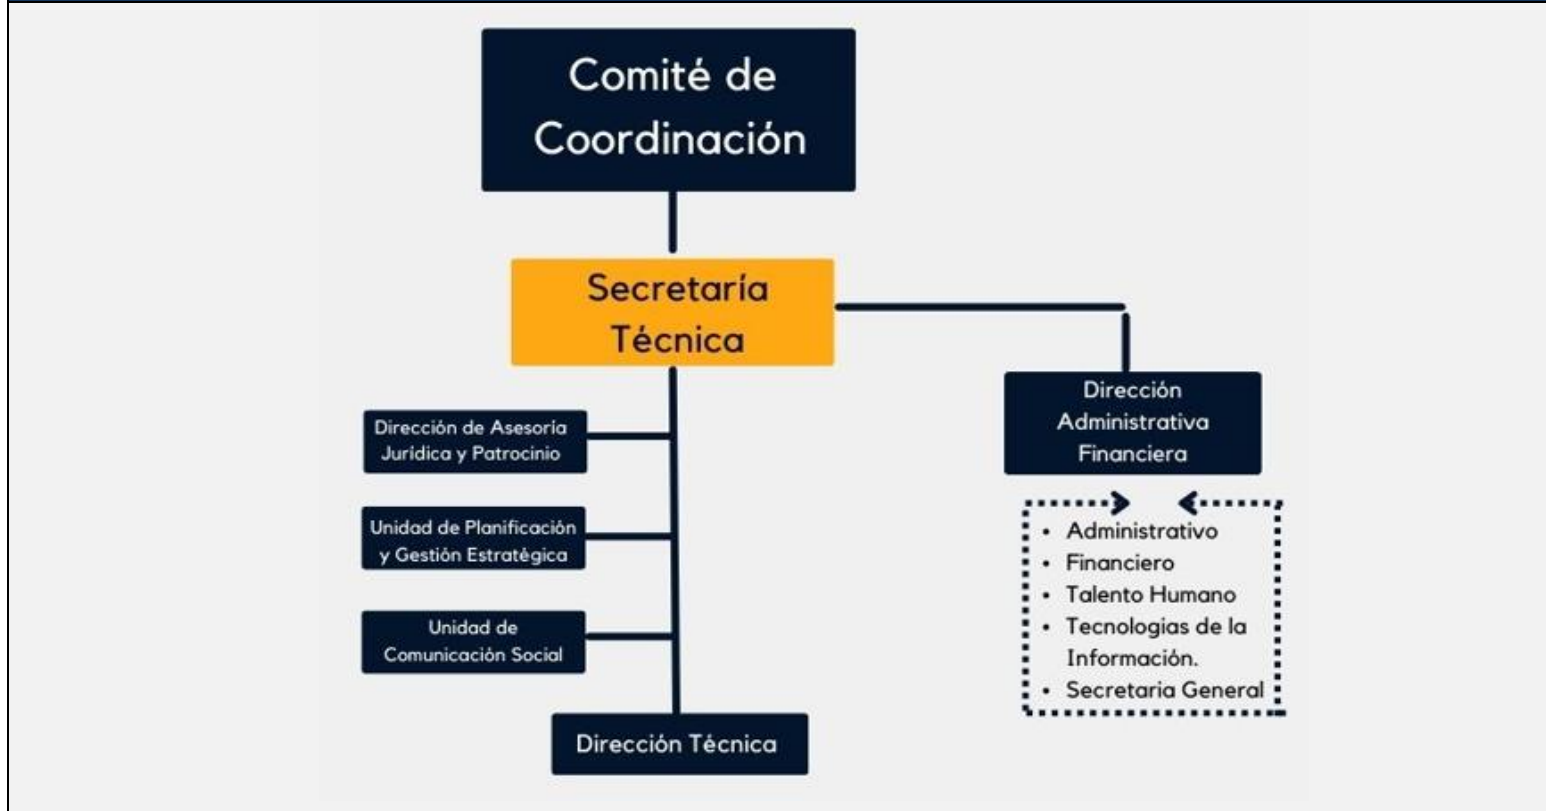 Comité de
Coordinación
Secretaría
Técnica
Dirección de Asesoría
Jurídica y Patrocinio
Unidad de Planificación
y Gestión Estratégica
Unidad de
Comunicación Social
Dirección Técnica
Dirección
Administrativa
Financiera
• Administrativo
• Financiero
• Talento Humano
• Tecnologias de la
Información.
• Secretaria General